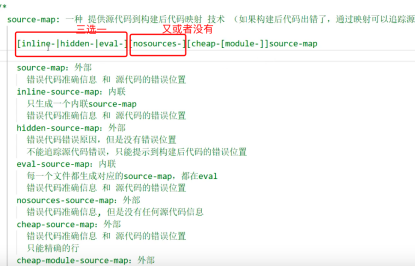 /*
source-map: 一种 提供源代码到构建后代码映射 技术 （如果构建后代码出错了，通过映射可以追踪源
三选一
又或者没有
[inline-|hidden-|eval-][nosources-][cheap-[module-]]source-map
source-map：外部
错误代码准确信息 和 源代码的错误位置
inline-source-map：内联
只生成一个内联source-map
错误代码准确信息 和 源代码的错误位置
hidden-source-map：外部
错误代码错误原因，但是没有错误位置
不能追踪源代码错误，只能提示到构建后代码的错误位置
eval-source-map：内联
每一个文件都生成对应的source-map，都在eval
错误代码准确信息 和 源代码的错误位置
nosources-source-map：外部
错误代码准确信息, 但是没有任何源代码信息
cheap-source-map：外部
错误代码准确信息 和 源代码的错误位置
只能精确的行
cheap-module-source-map：外部